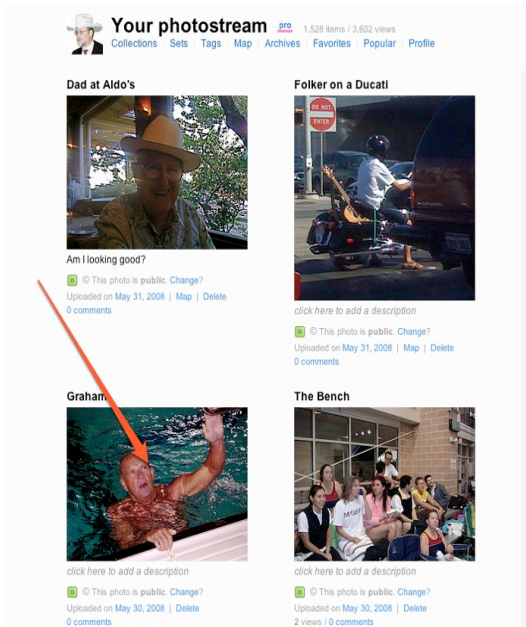 Your photostream pro 1,528 items / 3,602 views
Collections | Sets | Tags | Map | Archives | Favorites | Popular | Profile
Dad at Aldo's
Am I looking good?
© This photo is public. Change?
Uploaded on May 31, 2008 | Map | Delete
0 comments
Folker on a Ducati
DO NOT
ENTER
click here to add a description
© This photo is public. Change?
Uploaded on May 31, 2008 | Map | Delete
0 comments
Graham
click here to add a description
© This photo is public. Change?
Uploaded on May 30, 2008 | Delete
0 comments
The Bench
click here to add a description
© This photo is public. Change?
Uploaded on May 30, 2008 | Delete
2 views / 0 comments